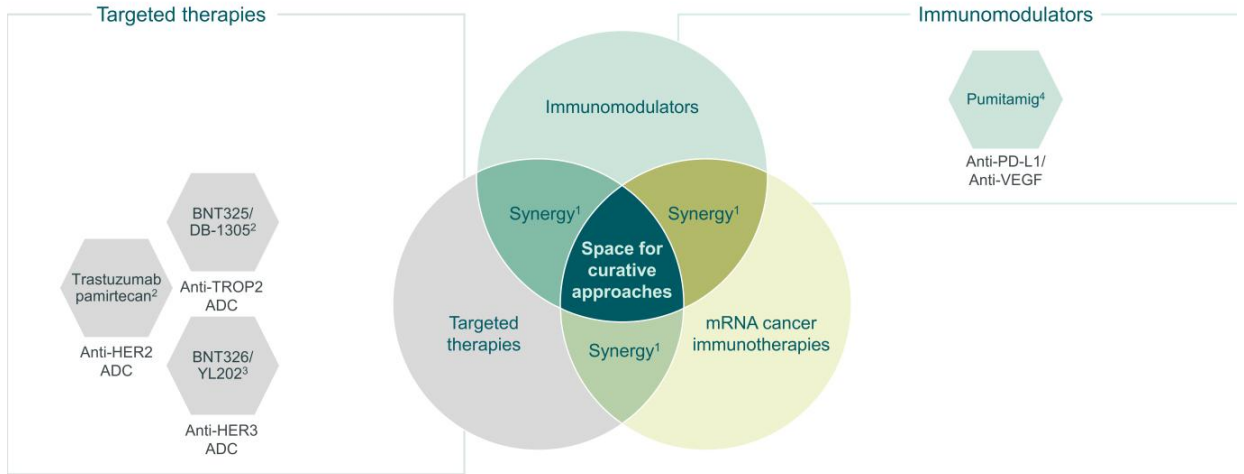 Targeted therapies
Immunomodulators
Trastuzumab
pamirtecan²
Anti-HER2
ADC
BNT325/
DB-1305²
Anti-TROP2
ADC
BNT326/
YL202³
Anti-HER3
ADC
Immunomodulators
Synergy¹
Synergy¹
Space for
curative
approaches
Targeted
therapies
mRNA cancer
immunotherapies
Synergy¹
Pumitamig⁴
Anti-PD-L1/
Anti-VEGF